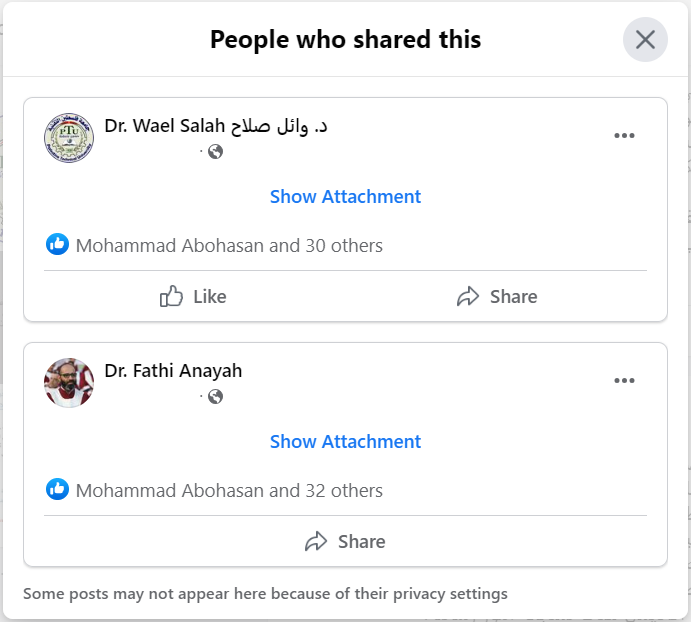 People who shared this
Dr. Wael Salah د. وائل صلاح
PTU
Show Attachment
Mohammad Abohasan and 30 others
Like
Share
Dr. Fathi Anayah
Show Attachment
Mohammad Abohasan and 32 others
Share
Some posts may not appear here because of their privacy settings